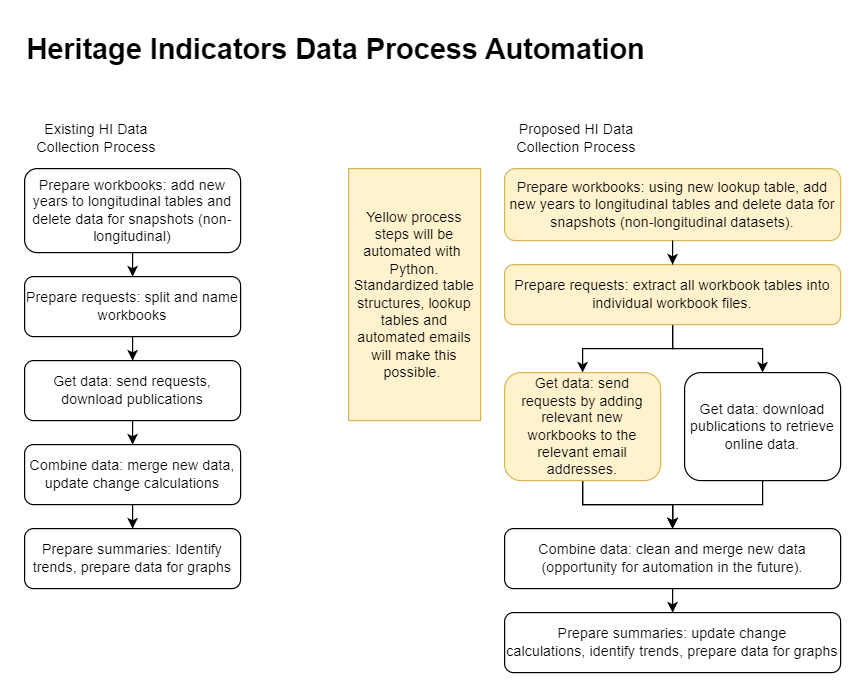 Heritage Indicators Data Process Automation
Existing HI Data
Collection Process
Prepare workbooks: add new
years to longitudinal tables and
delete data for snapshots (non-
longitudinal)
Prepare requests: split and name
workbooks
Get data: send requests,
download publications
Combine data: merge new data,
update change calculations
Prepare summaries: Identify
trends, prepare data for graphs
Yellow process
steps will be
automated with
Python.
Standardized table
structures, lookup
tables and
automated emails
will make this
possible.
Proposed HI Data
Collection Process
Prepare workbooks: using new lookup table, add
new years to longitudinal tables and delete data for
snapshots (non-longitudinal datasets).
Prepare requests: extract all workbook tables into
individual workbook files.
Get data: send
requests by adding
relevant new
workbooks to the
relevant email
addresses.
Get data: download
publications to retrieve
online data.
Combine data: clean and merge new data
(opportunity for automation in the future).
Prepare summaries: update change
calculations, identify trends, prepare data for graphs